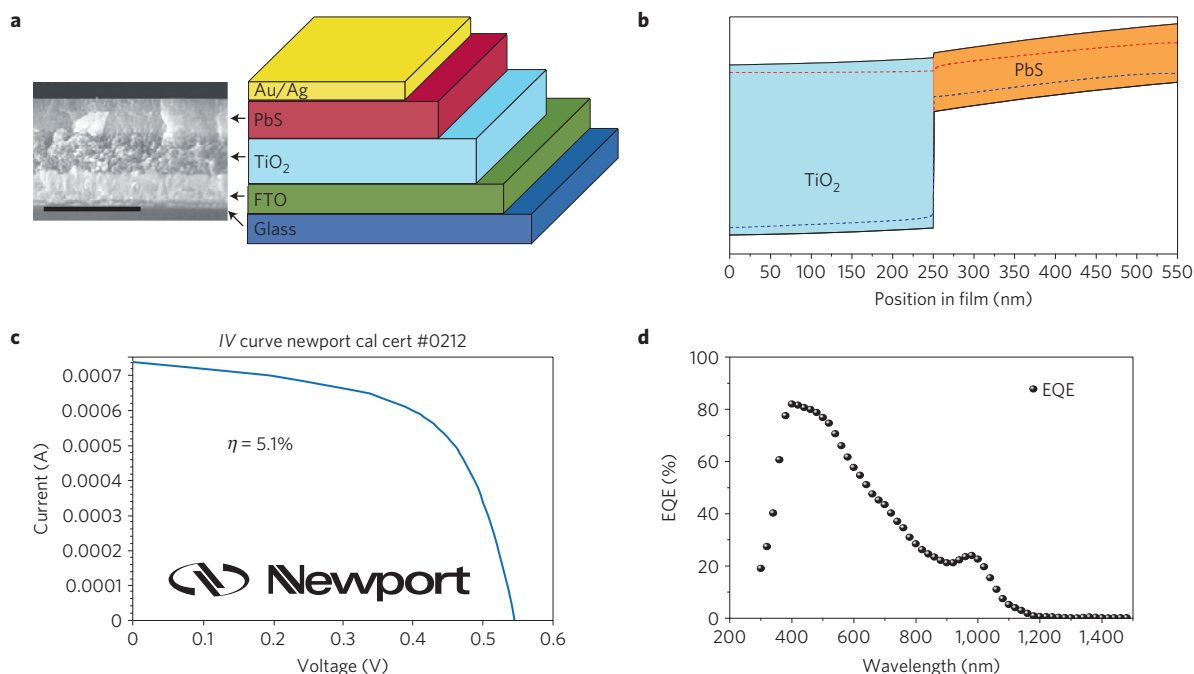 a
Au/Ag
PbS
TiO₂
FTO
Glass
b
PbS
TiO₂
0 50 100 150 200 250 300 350 400 450 500 550
Position in film (nm)
c
IV curve newport cal cert #0212
0.0007
0.0006
0.0005
0.0004
0.0003
0.0002
0.0001
0
Current (A)
η = 5.1%
Newport
0 0.1 0.2 0.3 0.4 0.5 0.6
Voltage (V)
d
100
80
60
40
20
0
EQE (%)
EQE
200 400 600 800 1,000 1,200 1,400
Wavelength (nm)